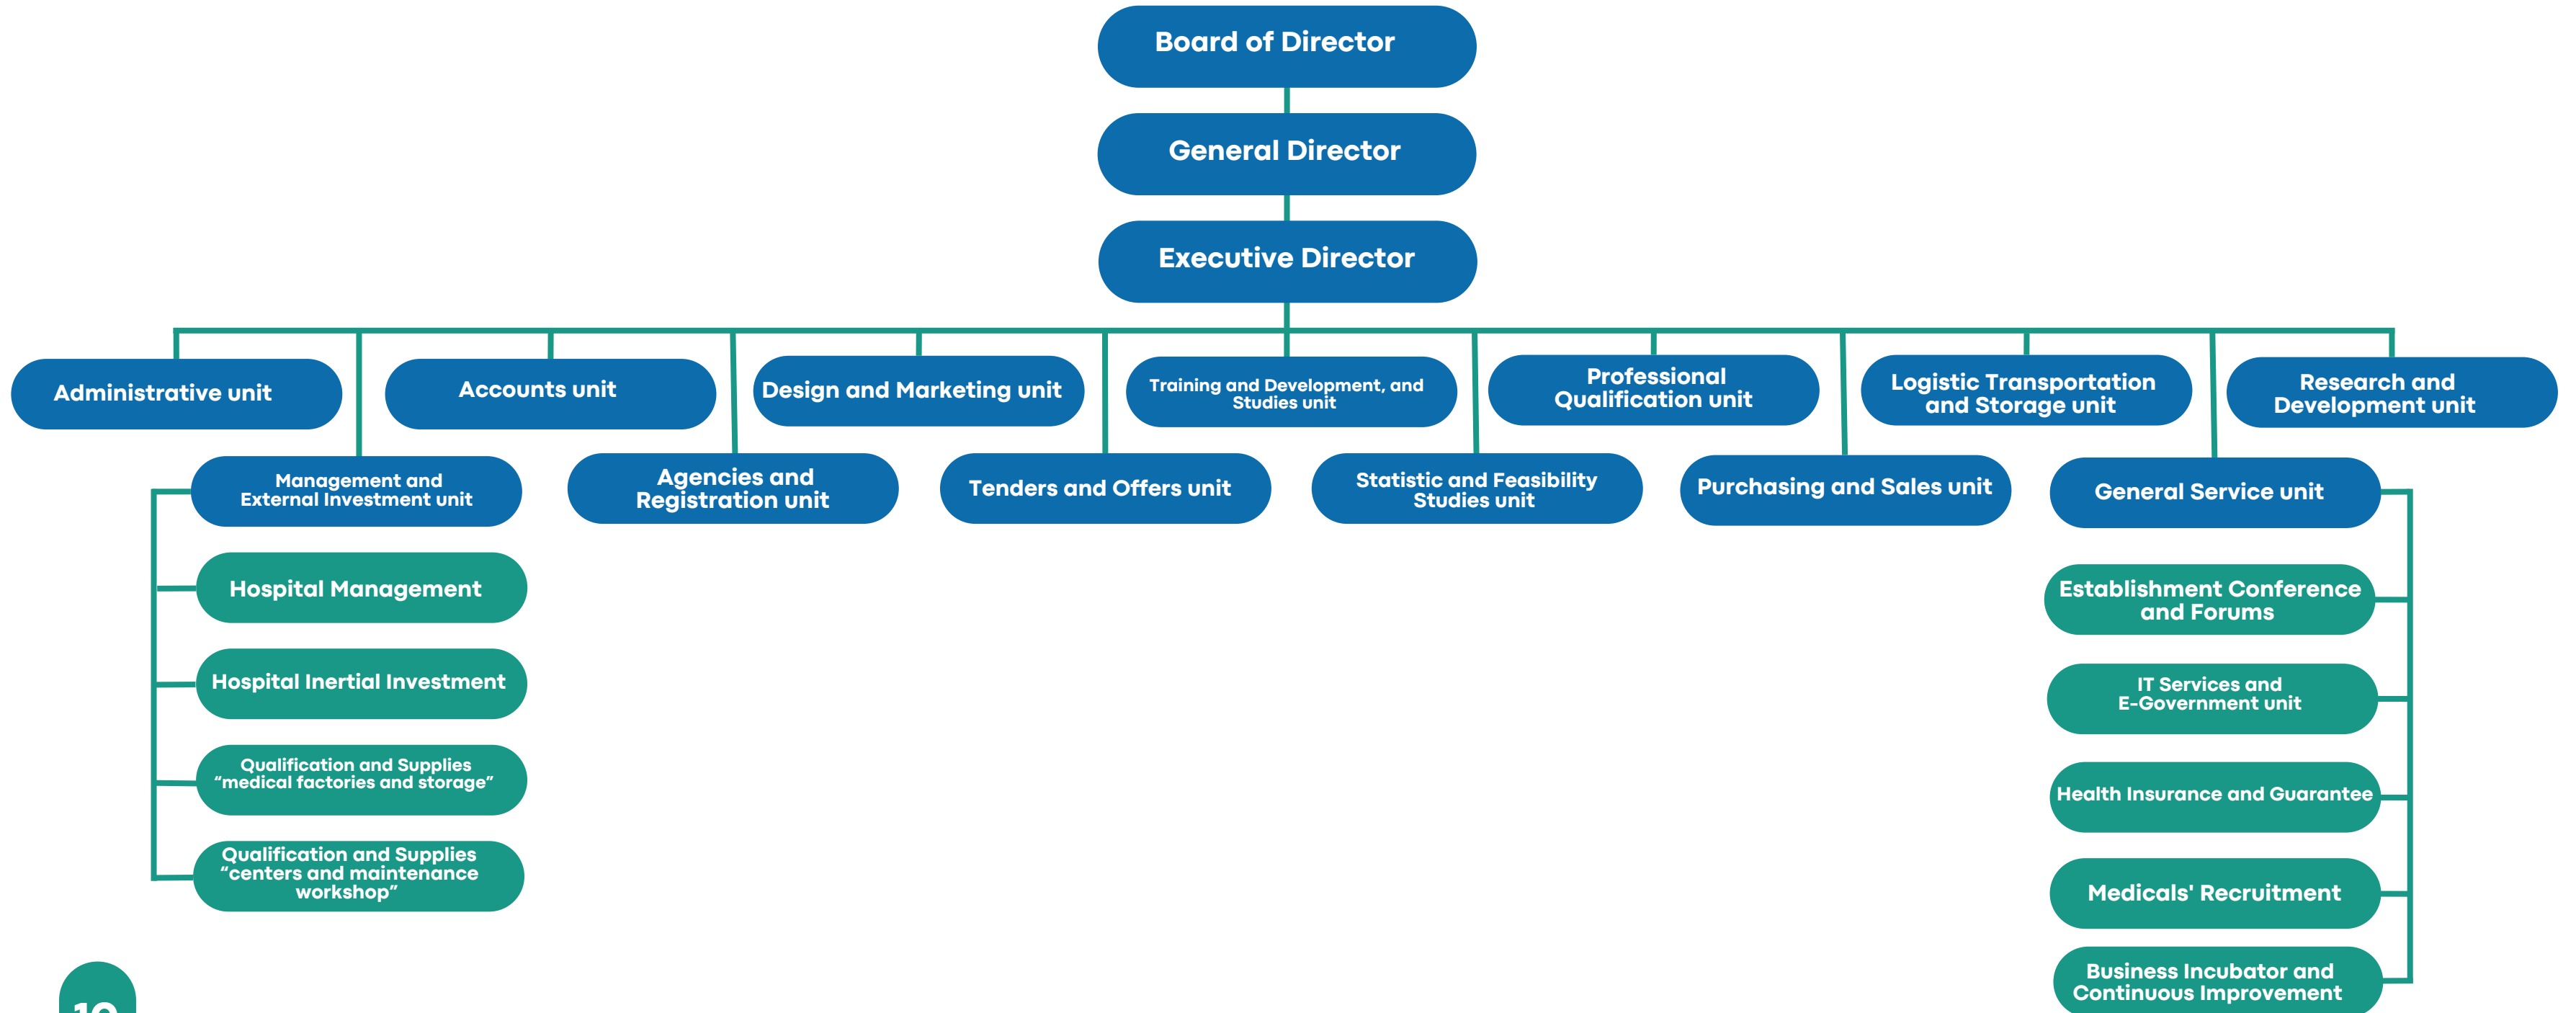 Board of Director
General Director
Executive Director
Administrative unit
Accounts unit
Design and Marketing unit
Training and Development, and
Studies unit
Professional
Qualification unit
Logistic Transportation
and Storage unit
Research and
Development unit
Management and
External Investment unit
Agencies and
Registration unit
Tenders and Offers unit
Statistic and Feasibility
Studies unit
Purchasing and Sales unit
General Service unit
Hospital Management
Hospital Inertial Investment
Qualification and Supplies
“medical factories and storage”
Qualification and Supplies
“centers and maintenance
workshop”
Establishment Conference
and Forums
IT Services and
E-Government unit
Health Insurance and Guarantee
Medicals' Recruitment
Business Incubator and
Continuous Improvement